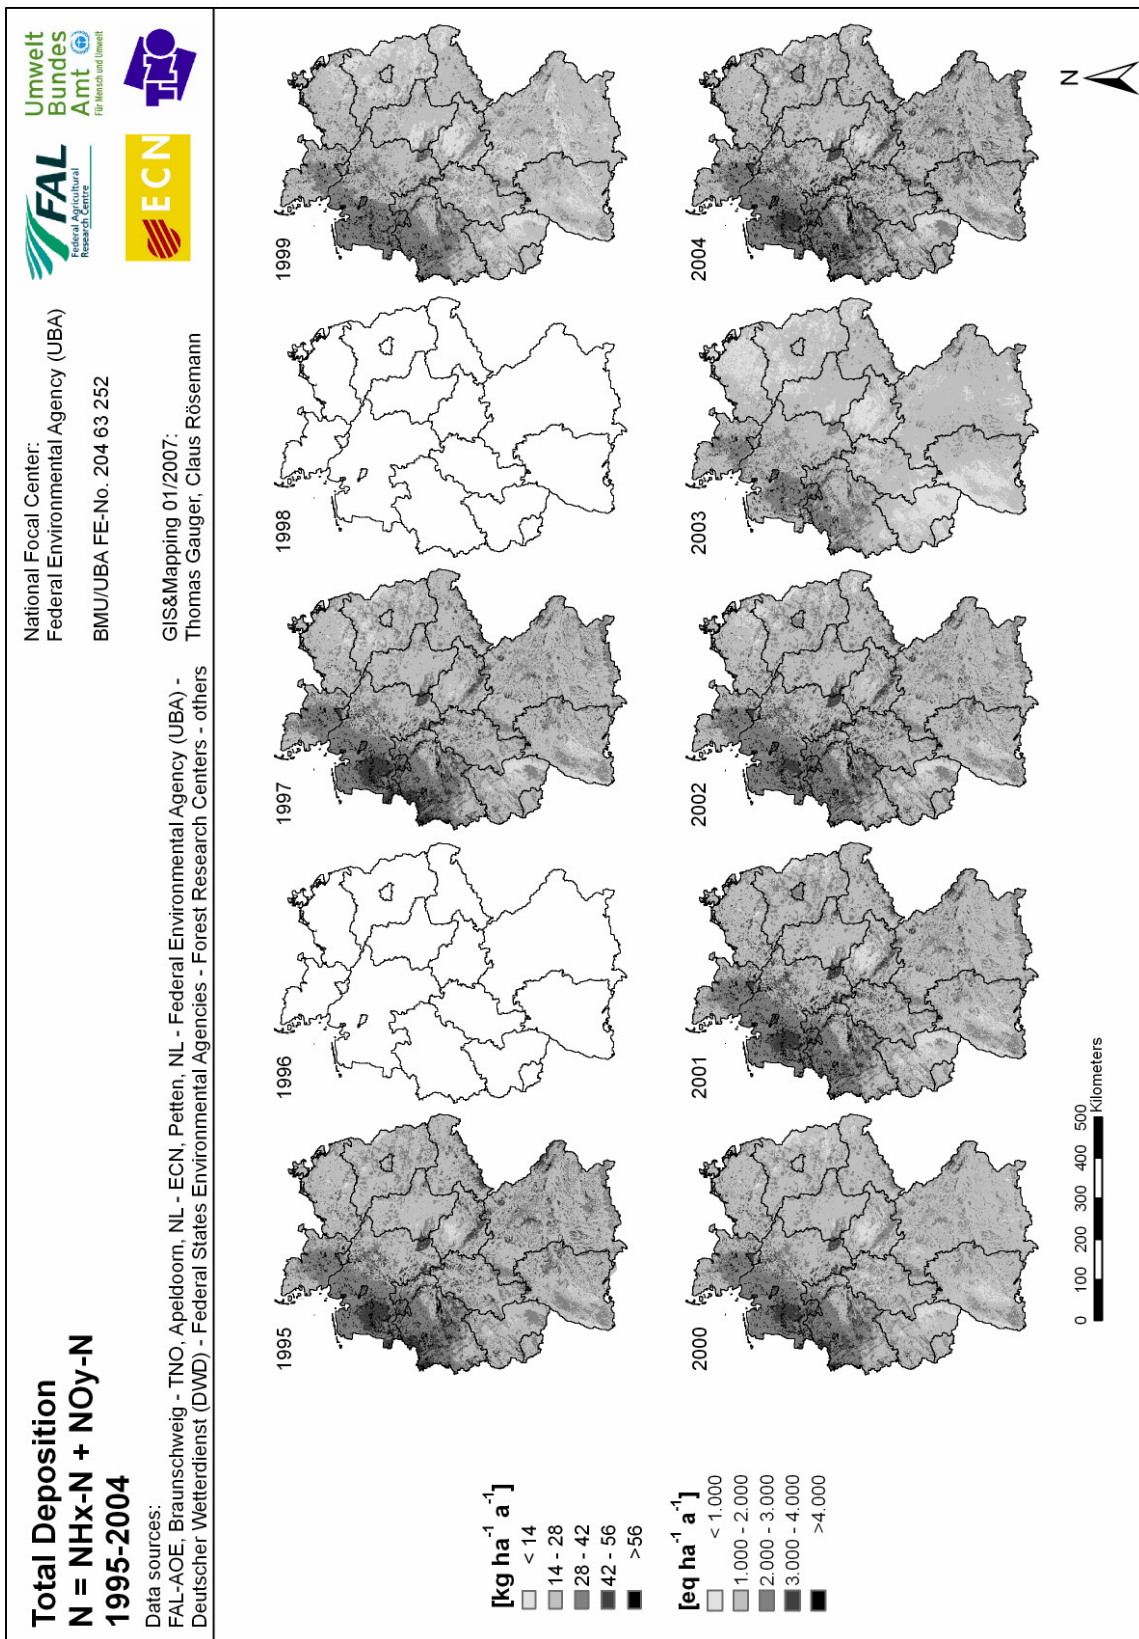 Total Deposition
N = NHx-N + NOy-N
1995-2004
Data sources:
FAL-AOE, Braunschweig - TNO, Apeldoorn, NL - ECN, Petten, NL - Federal Environmental Agency (UBA) -
Deutscher Wetterdienst (DWD) - Federal States Environmental Agencies - Forest Research Centers - others
National Focal Center:
Federal Environmental Agency (UBA)
BMU/UBA FE-No. 204 63 252
GIS&Mapping 01/2007:
Thomas Gauger, Claus Rösemann
FAL
Federal Agricultural
Research Centre
Umwelt
Bundes
Amt
Für Mensch und Umwelt
ECN
TNO
[kg ha-1 a-1]
< 14
14 - 28
28 - 42
42 - 56
>56
[eq ha-1 a-1]
< 1.000
1.000 - 2.000
2.000 - 3.000
3.000 - 4.000
>4.000
1995
1996
1997
1998
1999
2000
2001
2002
2003
2004
0 100 200 300 400 500
Kilometers
N